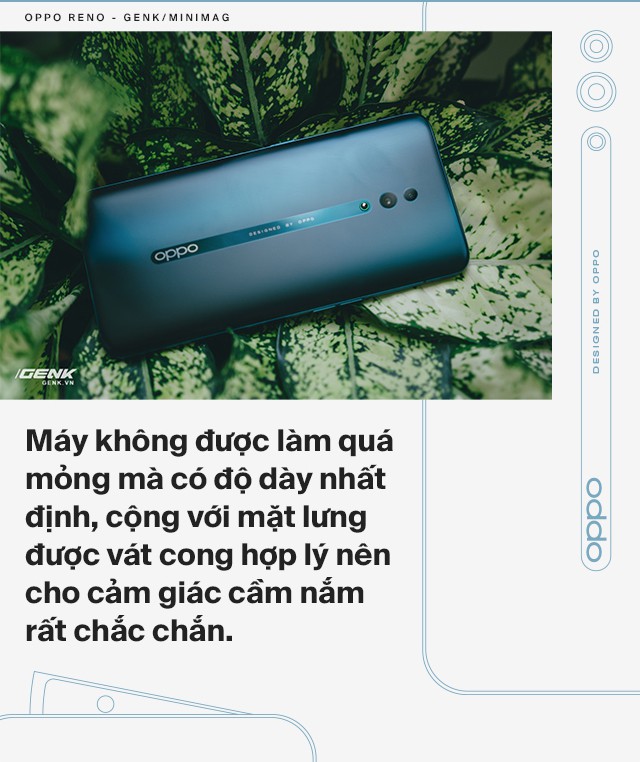 OPPO RENO - GENK/MINIMAG
oppo
DESIGNED BY OPPO
GENK
GENK.VN
DESIGNED BY OPPO
oppo
Máy không được làm quá
mỏng mà có độ dày nhất
định, cộng với mặt lưng
được vát cong hợp lý nên
cho cảm giác cầm nắm
rất chắc chắn.